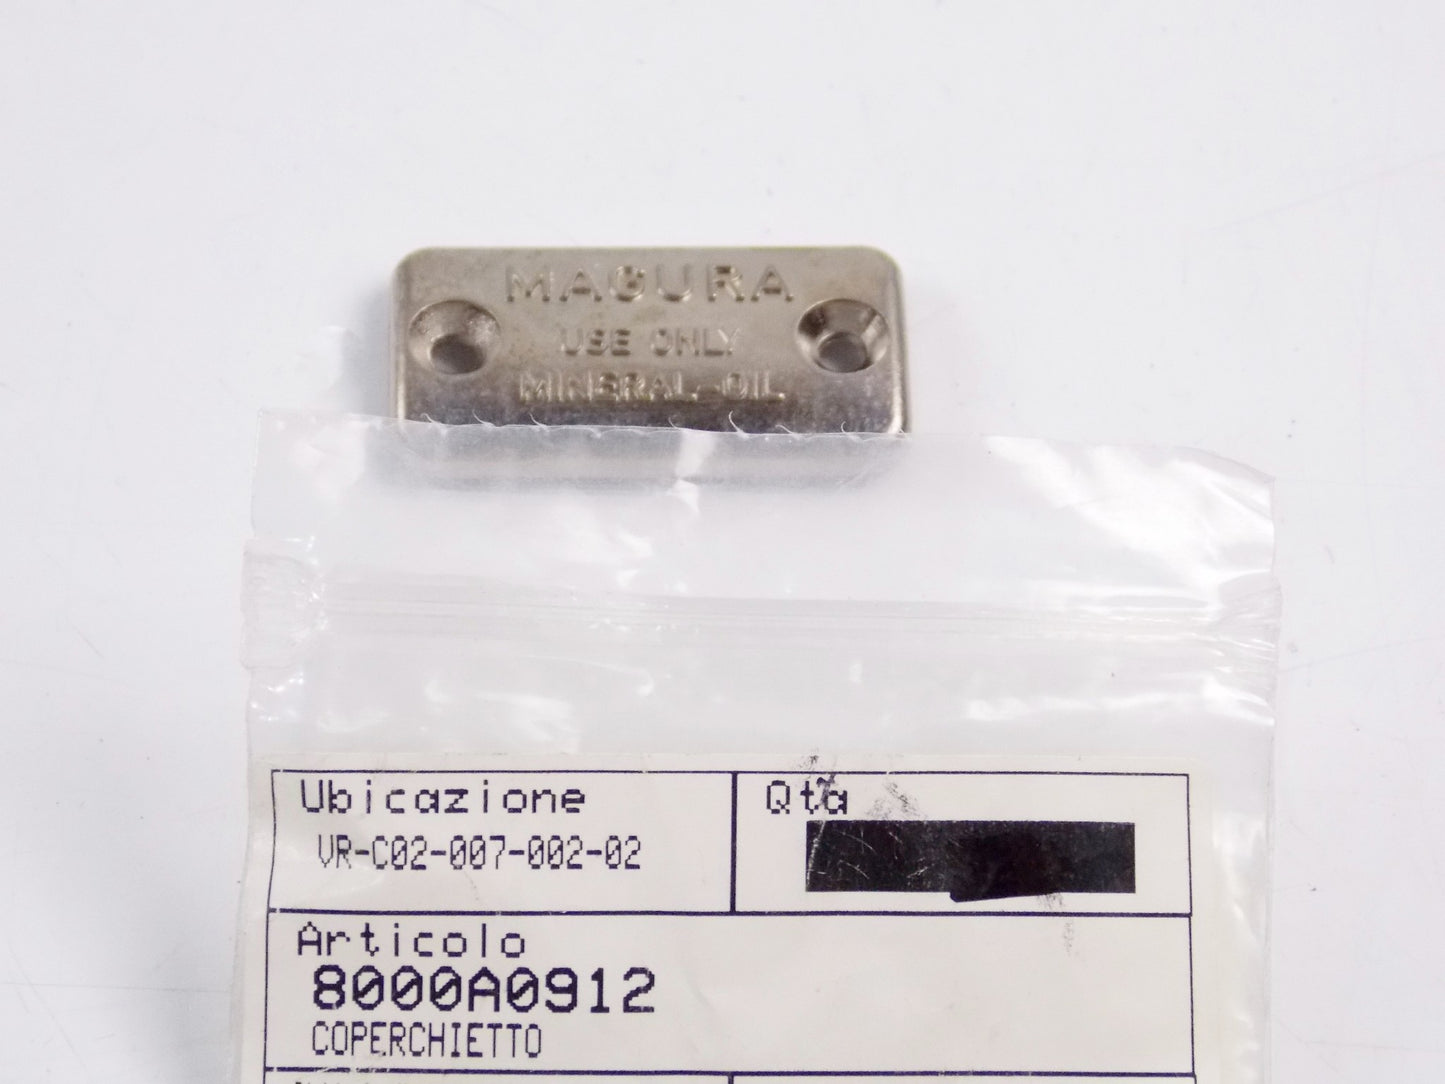 MAGURA
USE ONLY
MINERAL-OIL
Ubicazione
Qta
VR-C02-007-002-02
Articolo
8000A0912
COPERCHIETTO